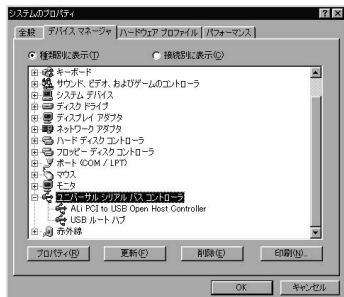 システムのプロパティ
全般 デバイス マネージャ ハードウェア プロファイル パフォーマンス
種類別に表示(T) 接続別に表示(C)
キーボード
サウンド、ビデオ、およびゲームのコントローラ
システム デバイス
ディスク ドライブ
ディスプレイ アダプタ
ネットワーク アダプタ
ハード ディスク コントローラ
フロッピー ディスク コントローラ
ポート (COM / LPT)
マウス
モニタ
ユニバーサル シリアル バス コントローラ
ALi PCI to USB Open Host Controller
USB ルート ハブ
赤外線
プロパティ(R) 更新(F) 削除(E) 印刷(N)...
OK キャンセル